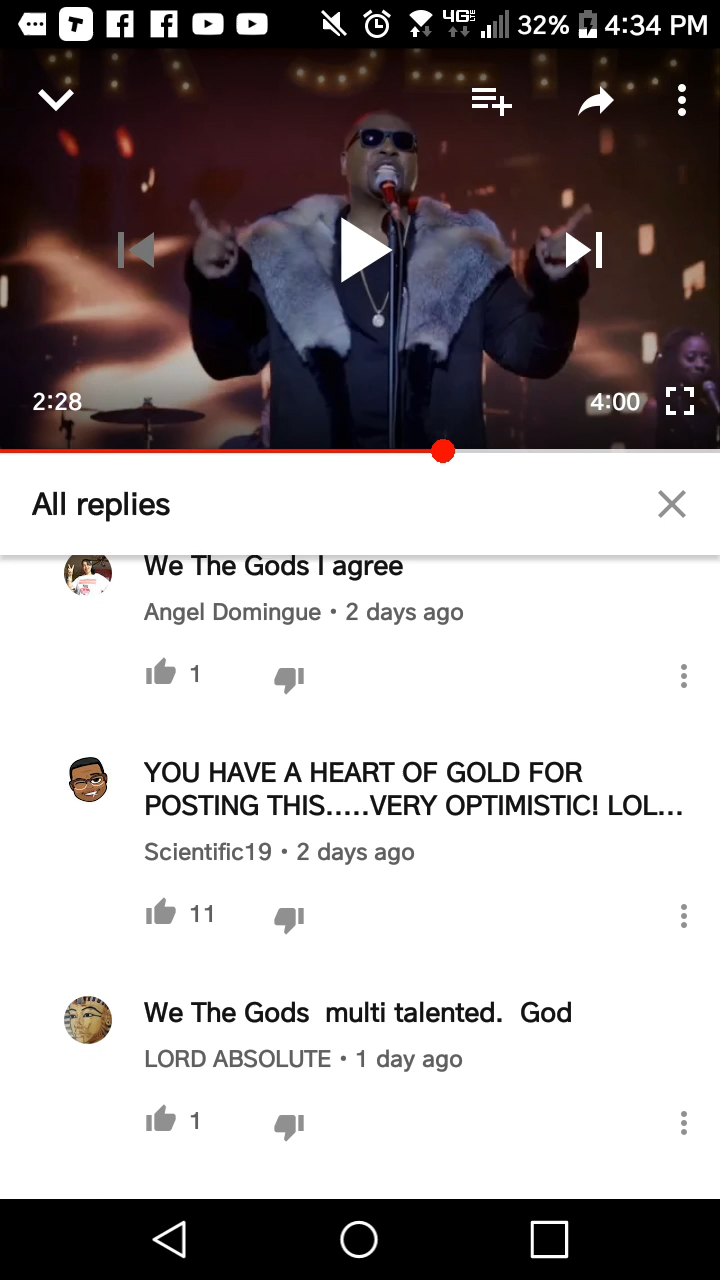 4G LTE 32% 4:34 PM
2:28
4:00
All replies
We The Gods I agree
Angel Domingue • 2 days ago
1
YOU HAVE A HEART OF GOLD FOR
POSTING THIS.....VERY OPTIMISTIC! LOL...
Scientific19 • 2 days ago
11
We The Gods  multi talented.  God
LORD ABSOLUTE • 1 day ago
1